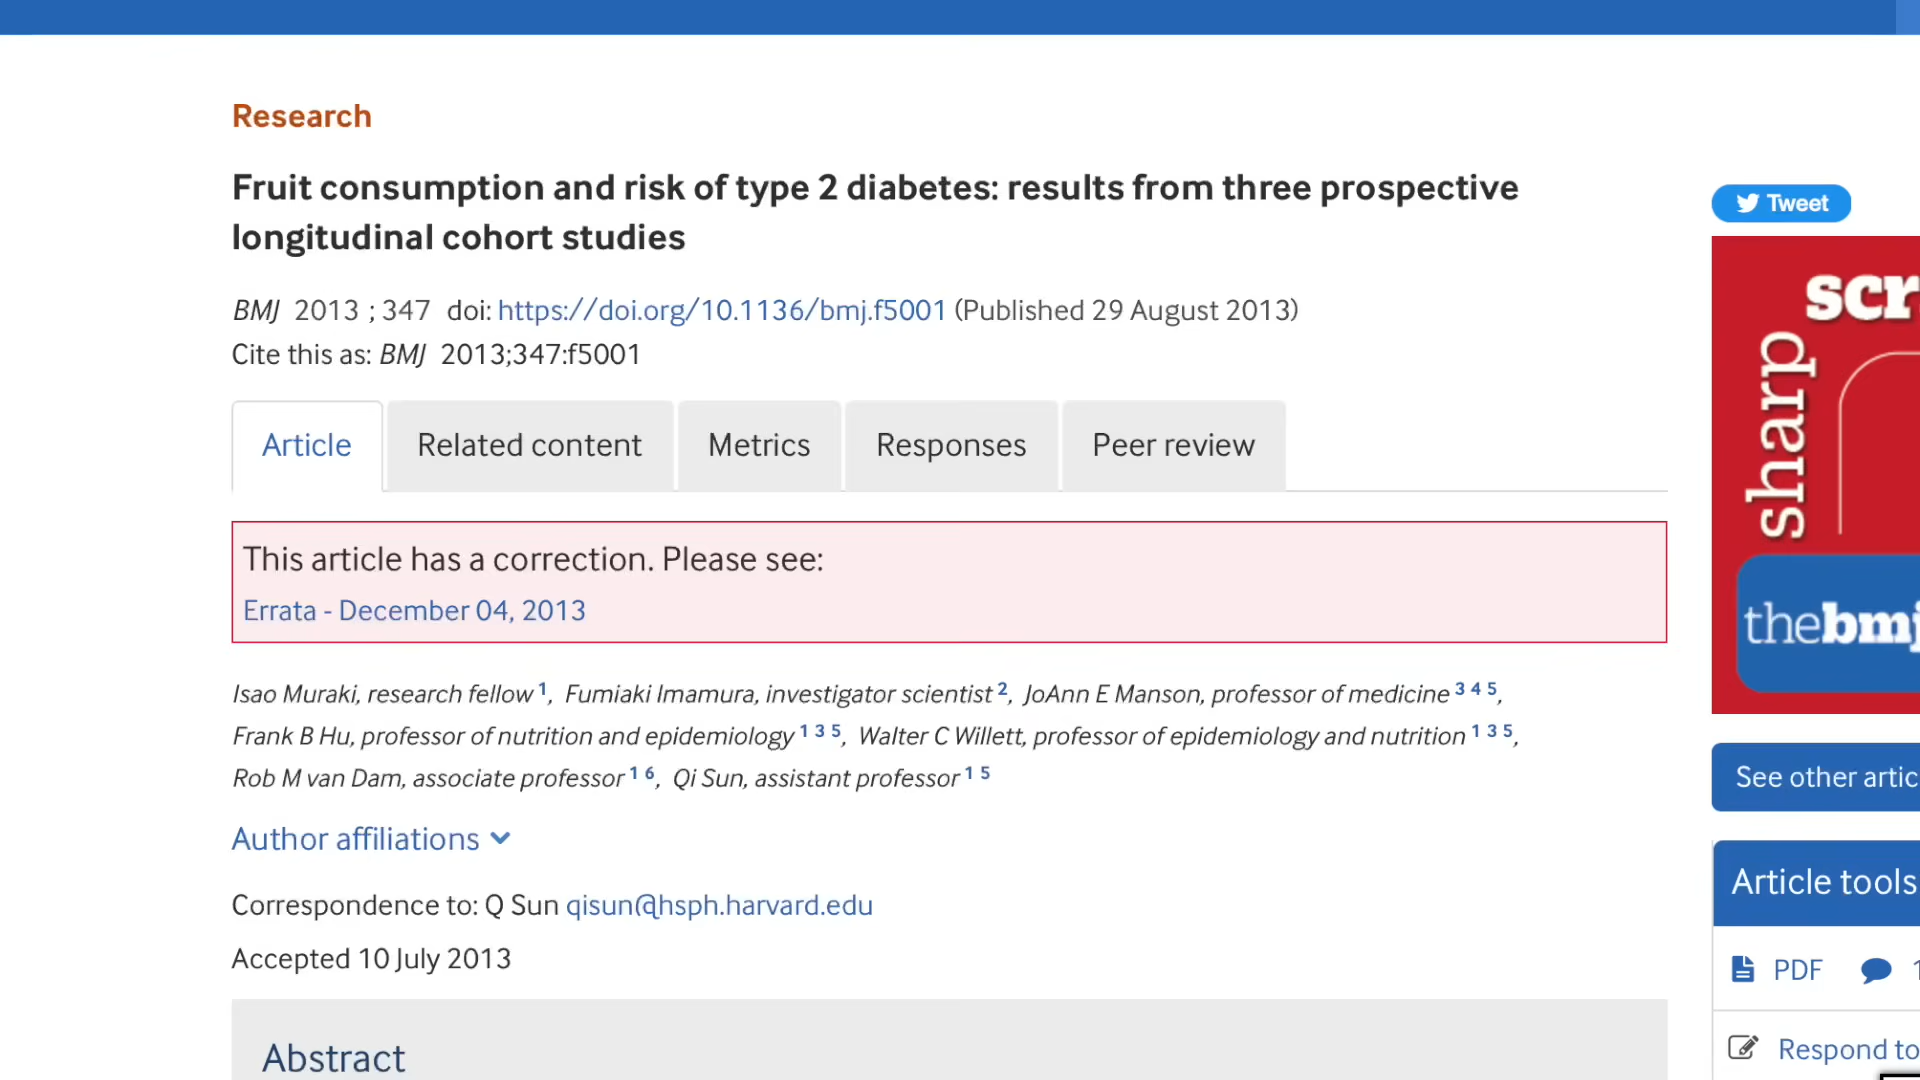 Research
Fruit consumption and risk of type 2 diabetes: results from three prospective
longitudinal cohort studies
BMJ 2013 ; 347 doi: https://doi.org/10.1136/bmj.f5001 (Published 29 August 2013)
Cite this as: BMJ 2013;347:f5001
Article Related content Metrics Responses Peer review
This article has a correction. Please see:
Errata - December 04, 2013
Isao Muraki, research fellow 1, Fumiaki Imamura, investigator scientist 2, JoAnn E Manson, professor of medicine 3 4 5,
Frank B Hu, professor of nutrition and epidemiology 1 3 5, Walter C Willett, professor of epidemiology and nutrition 1 3 5,
Rob M van Dam, associate professor 1 6, Qi Sun, assistant professor 1 5
Author affiliations
Correspondence to: Q Sun qisun@hsph.harvard.edu
Accepted 10 July 2013
Abstract
Tweet
scr
sharp
thebmj
See other artic
Article tools
PDF 1
Respond to